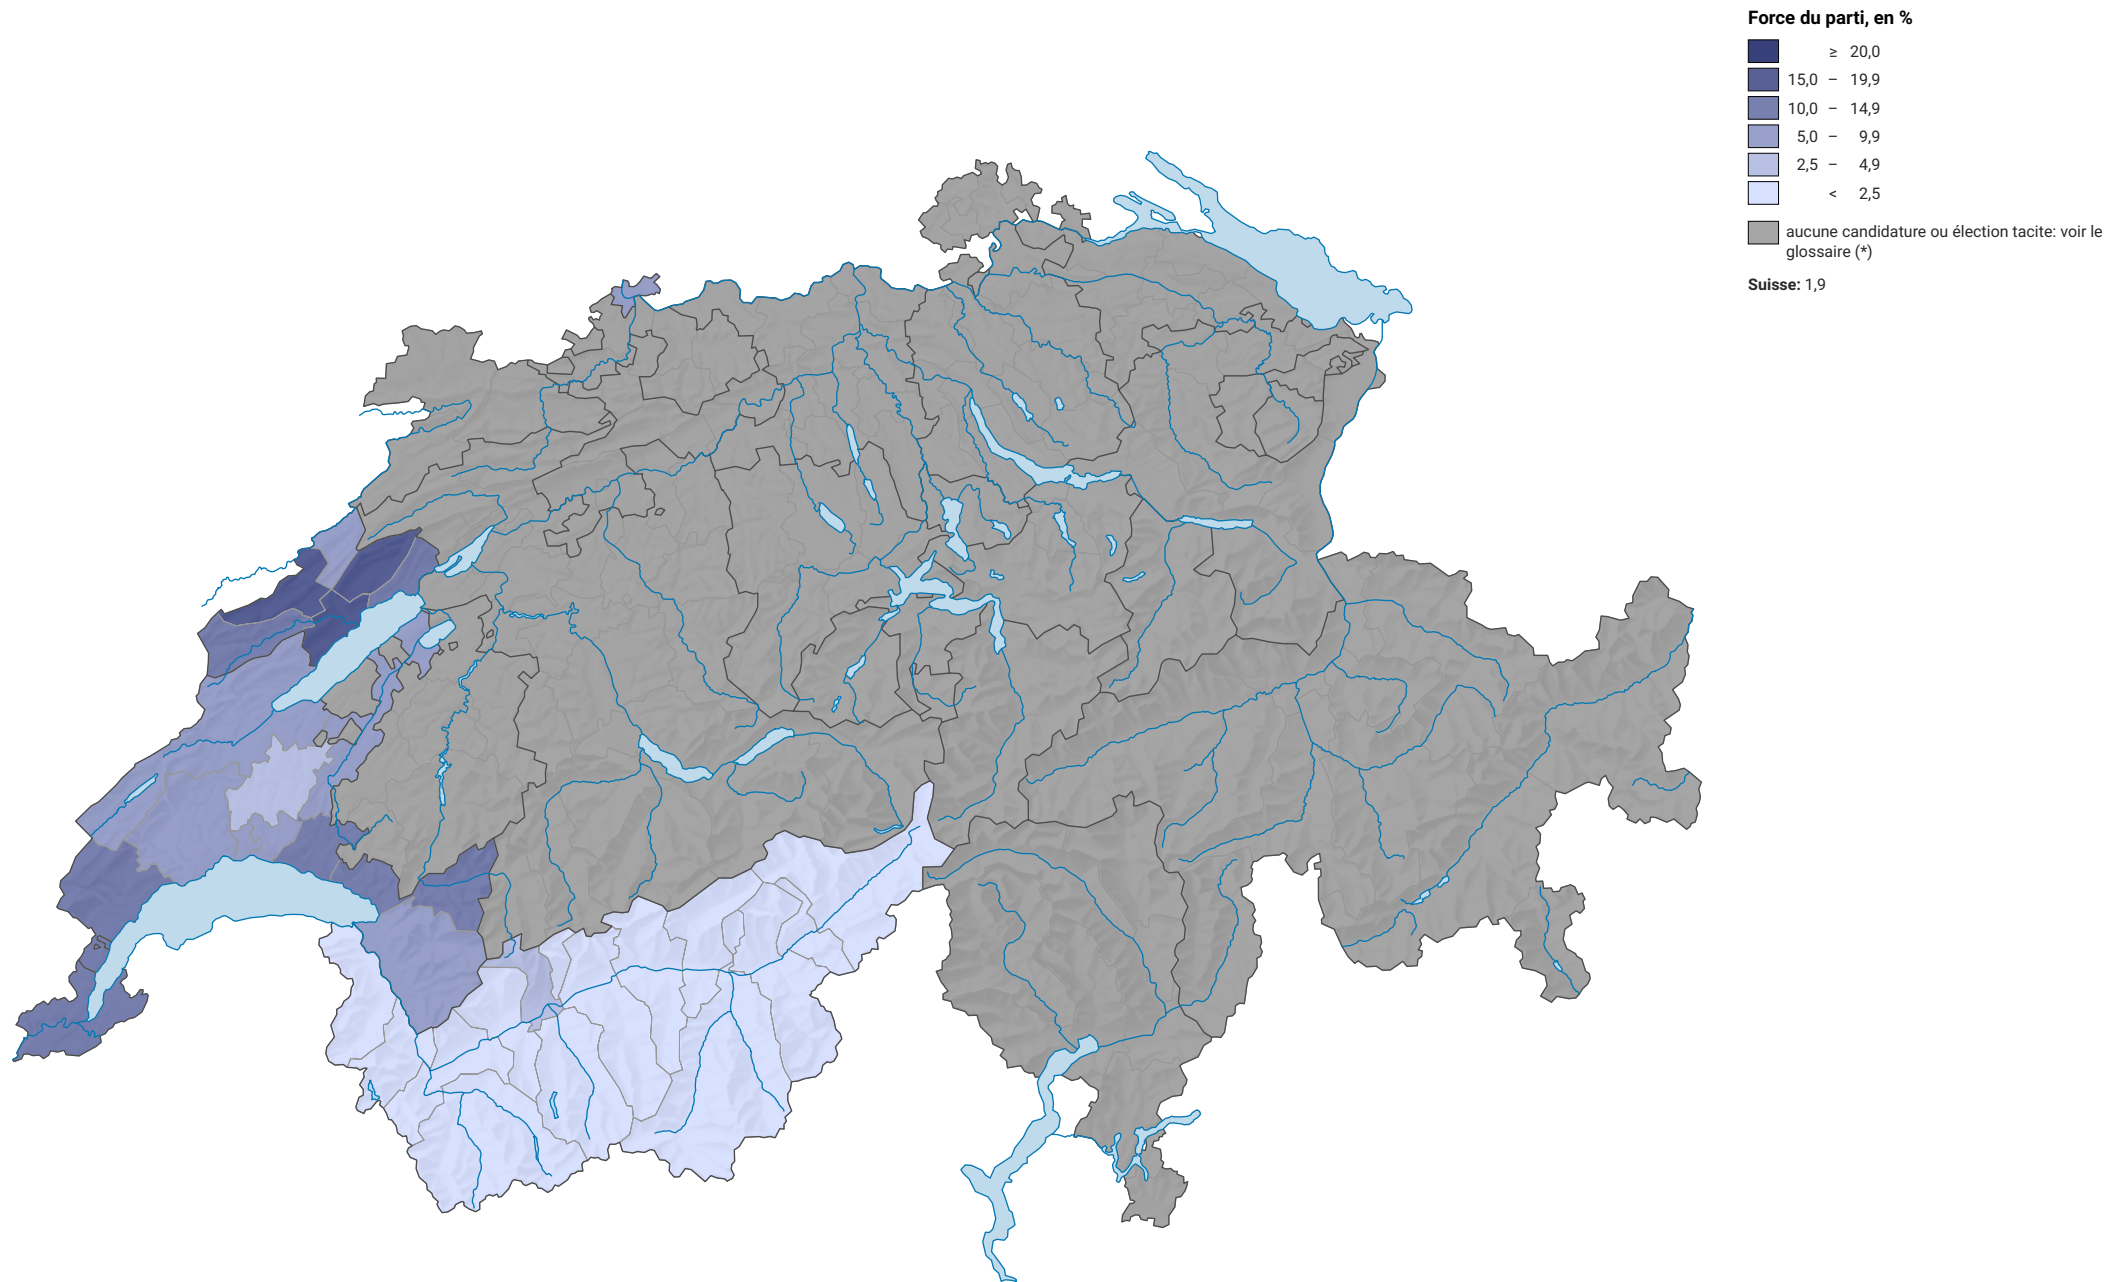 Force du parti, en %
≥ 20,0
15,0 – 19,9
10,0 – 14,9
5,0 – 9,9
2,5 – 4,9
< 2,5
aucune candidature ou élection tacite: voir le
glossaire (*)
Suisse: 1,9